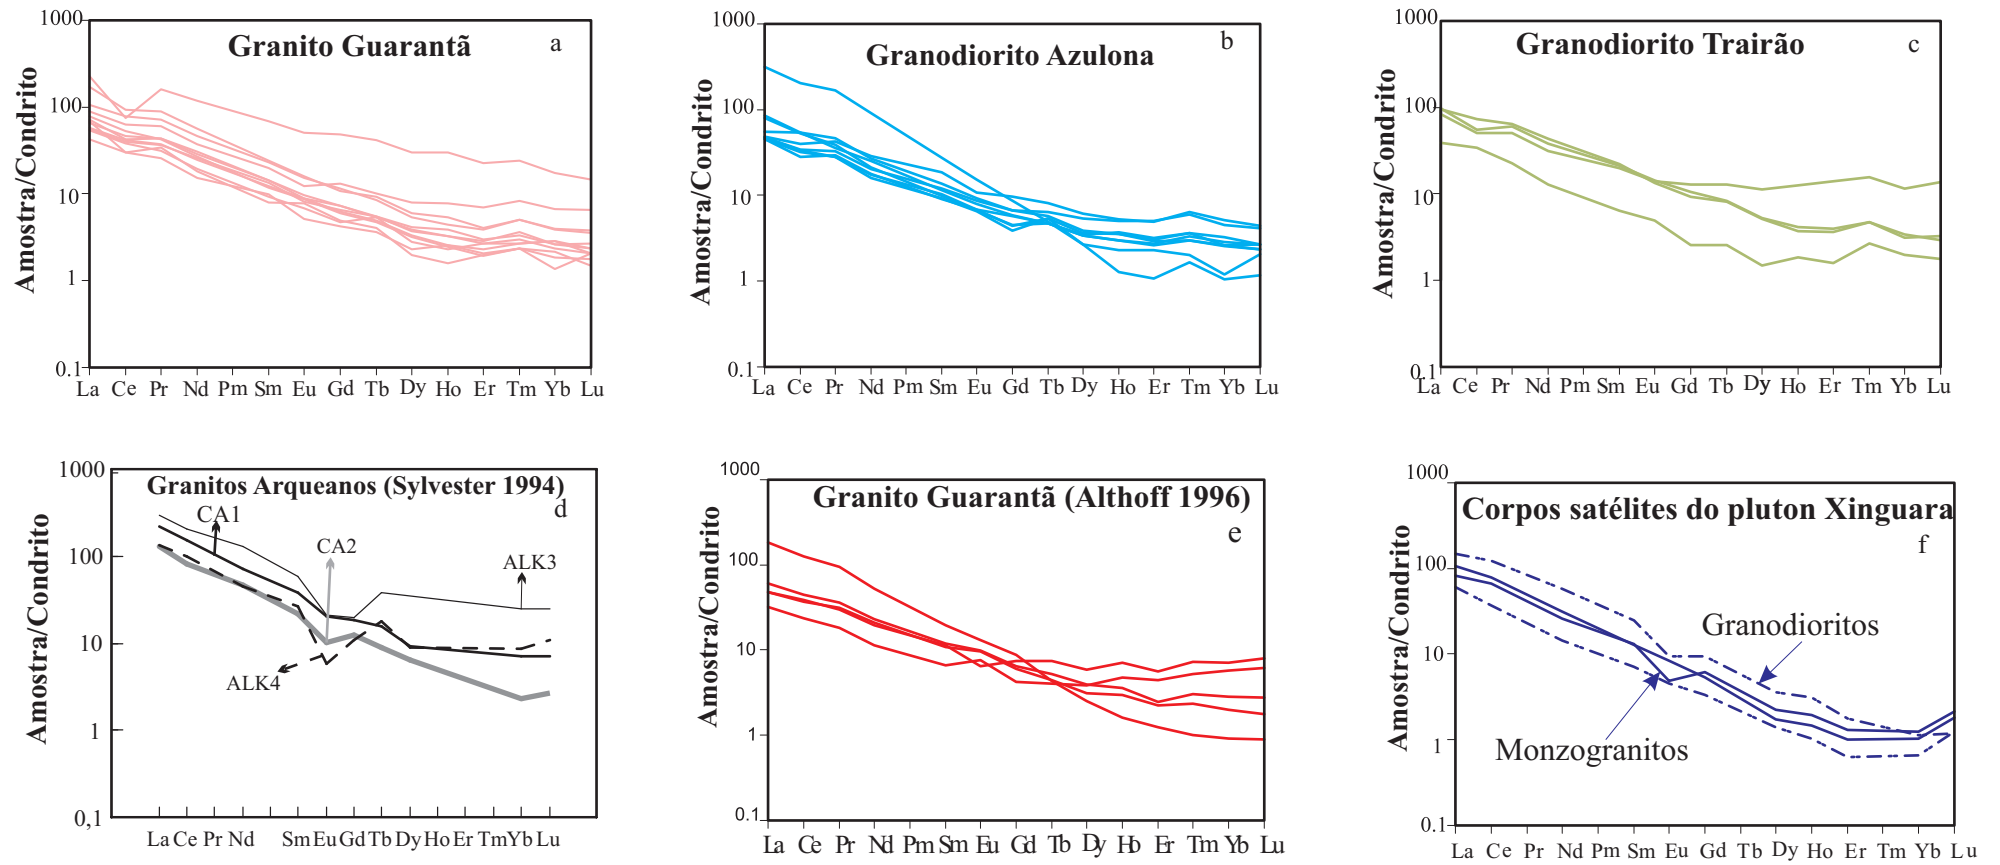 Granito Guarantã
a
Amostra/Condrito
1000
100
10
1
0.1
La Ce Pr Nd Pm Sm Eu Gd Tb Dy Ho Er Tm Yb Lu
Granodiorito Azulona
b
Amostra/Condrito
1000
100
10
1
0.1
La Ce Pr Nd Pm Sm Eu Gd Tb Dy Ho Er Tm Yb Lu
Granodiorito Trairão
c
Amostra/Condrito
1000
100
10
1
0.1
La Ce Pr Nd Pm Sm Eu Gd Tb Dy Ho Er Tm Yb Lu
Granitos Arqueanos (Sylvester 1994)
d
Amostra/Condrito
1000
100
10
1
0,1
CA1
CA2
ALK3
ALK4
La Ce Pr Nd Sm Eu Gd Tb Dy Ho Er Tm Yb Lu
Granito Guarantã (Althoff 1996)
e
Amostra/Condrito
1000
100
10
1
0.1
La Ce Pr Nd Pm Sm Eu Gd Tb Dy Ho Er Tm Yb Lu
Corpos satélites do pluton Xinguara
f
Amostra/Condrito
1000
100
10
1
0.1
Granodioritos
Monzogranitos
La Ce Pr Nd Pm Sm Eu Gd Tb Dy Ho Er Tm Yb Lu